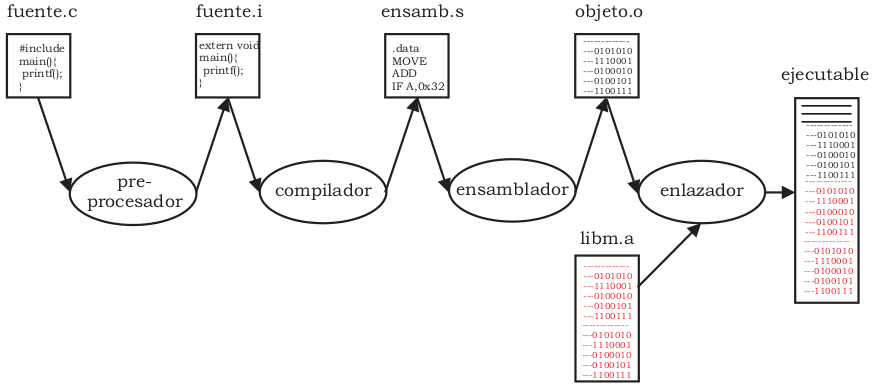 fuente.c
#include
main(){
printf();
}
pre-
procesador
fuente.i
extern void
main(){
printf();
}
compilador
ensamb.s
.data
MOVE
ADD
IF A,0x32
ensamblador
objeto.o
--------------
---0101010
---1110001
---0100010
---0100101
---1100111
enlazador
libm.a
--------------
---0101010
---1110001
---0100010
---0100101
---1100111
--------------
---0101010
---1110001
---0100010
---0100101
---1100111
ejecutable
--------------
---0101010
---1110001
---0100010
---0100101
---1100111
--------------
---0101010
---1110001
---0100010
---0100101
---1100111
--------------
---0101010
---1110001
---0100010
---0100101
---1100111